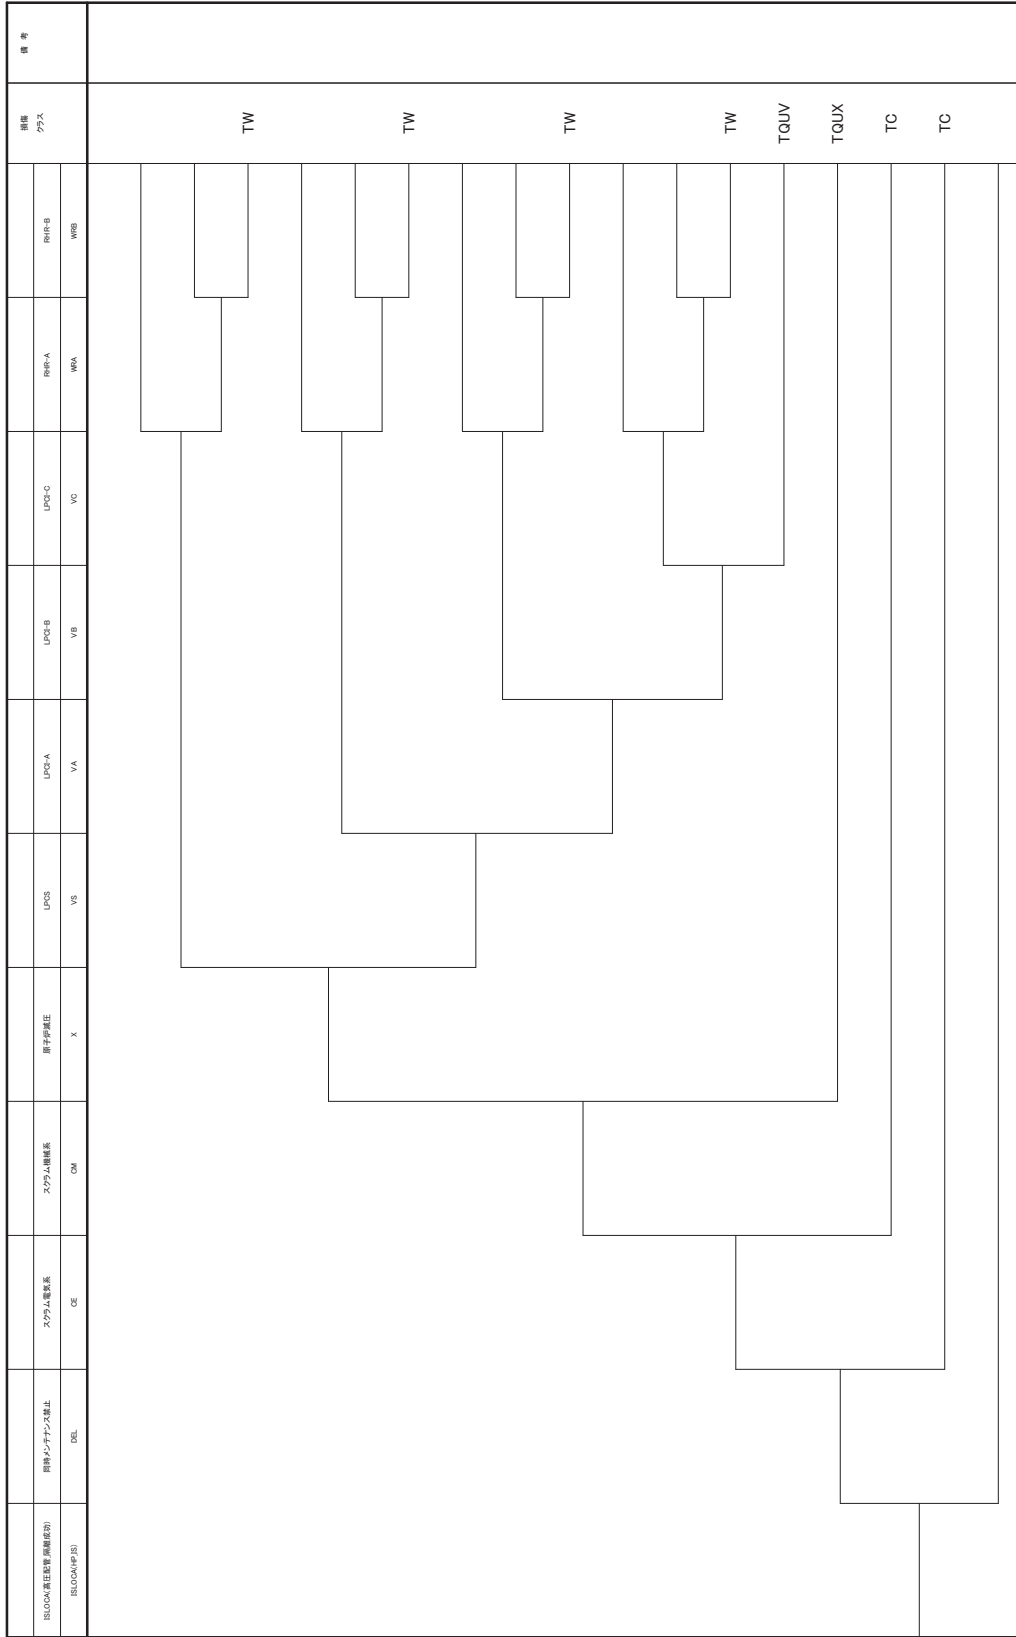 ISLOCA(高圧配管_隔離成功)
同時メンテナンス禁止
スクラム電気系
スクラム機械系
原子炉減圧
LPCS
LPCI-A
LPCI-B
LPCI-C
RHR-A
RHR-B
損傷
クラス
備 考
ISLOCA(HP,IS)
DEL
CE
CM
X
VS
VA
VB
VC
WRA
WRB
TW
TW
TW
TW
TQUV
TQUX
TC
TC